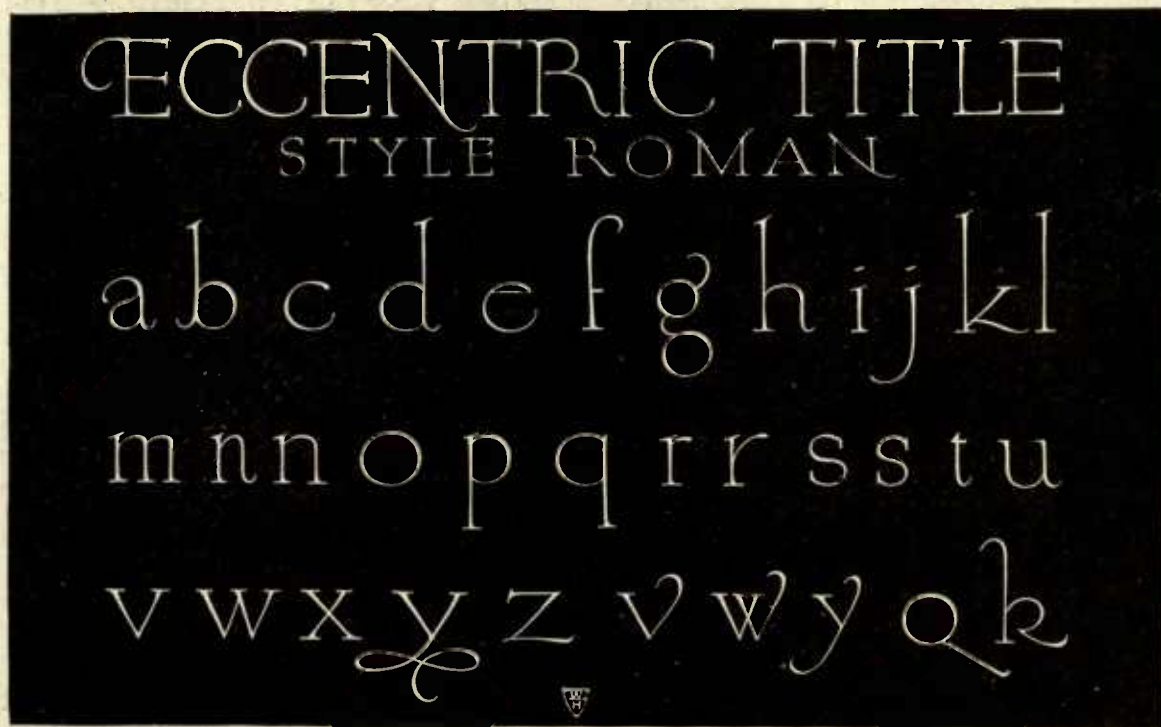 ECCENTRIC TITLE
STYLE ROMAN
a b c d e f g h i j k l
m n n o p q r r s s t u
v w x y z v w y Q k